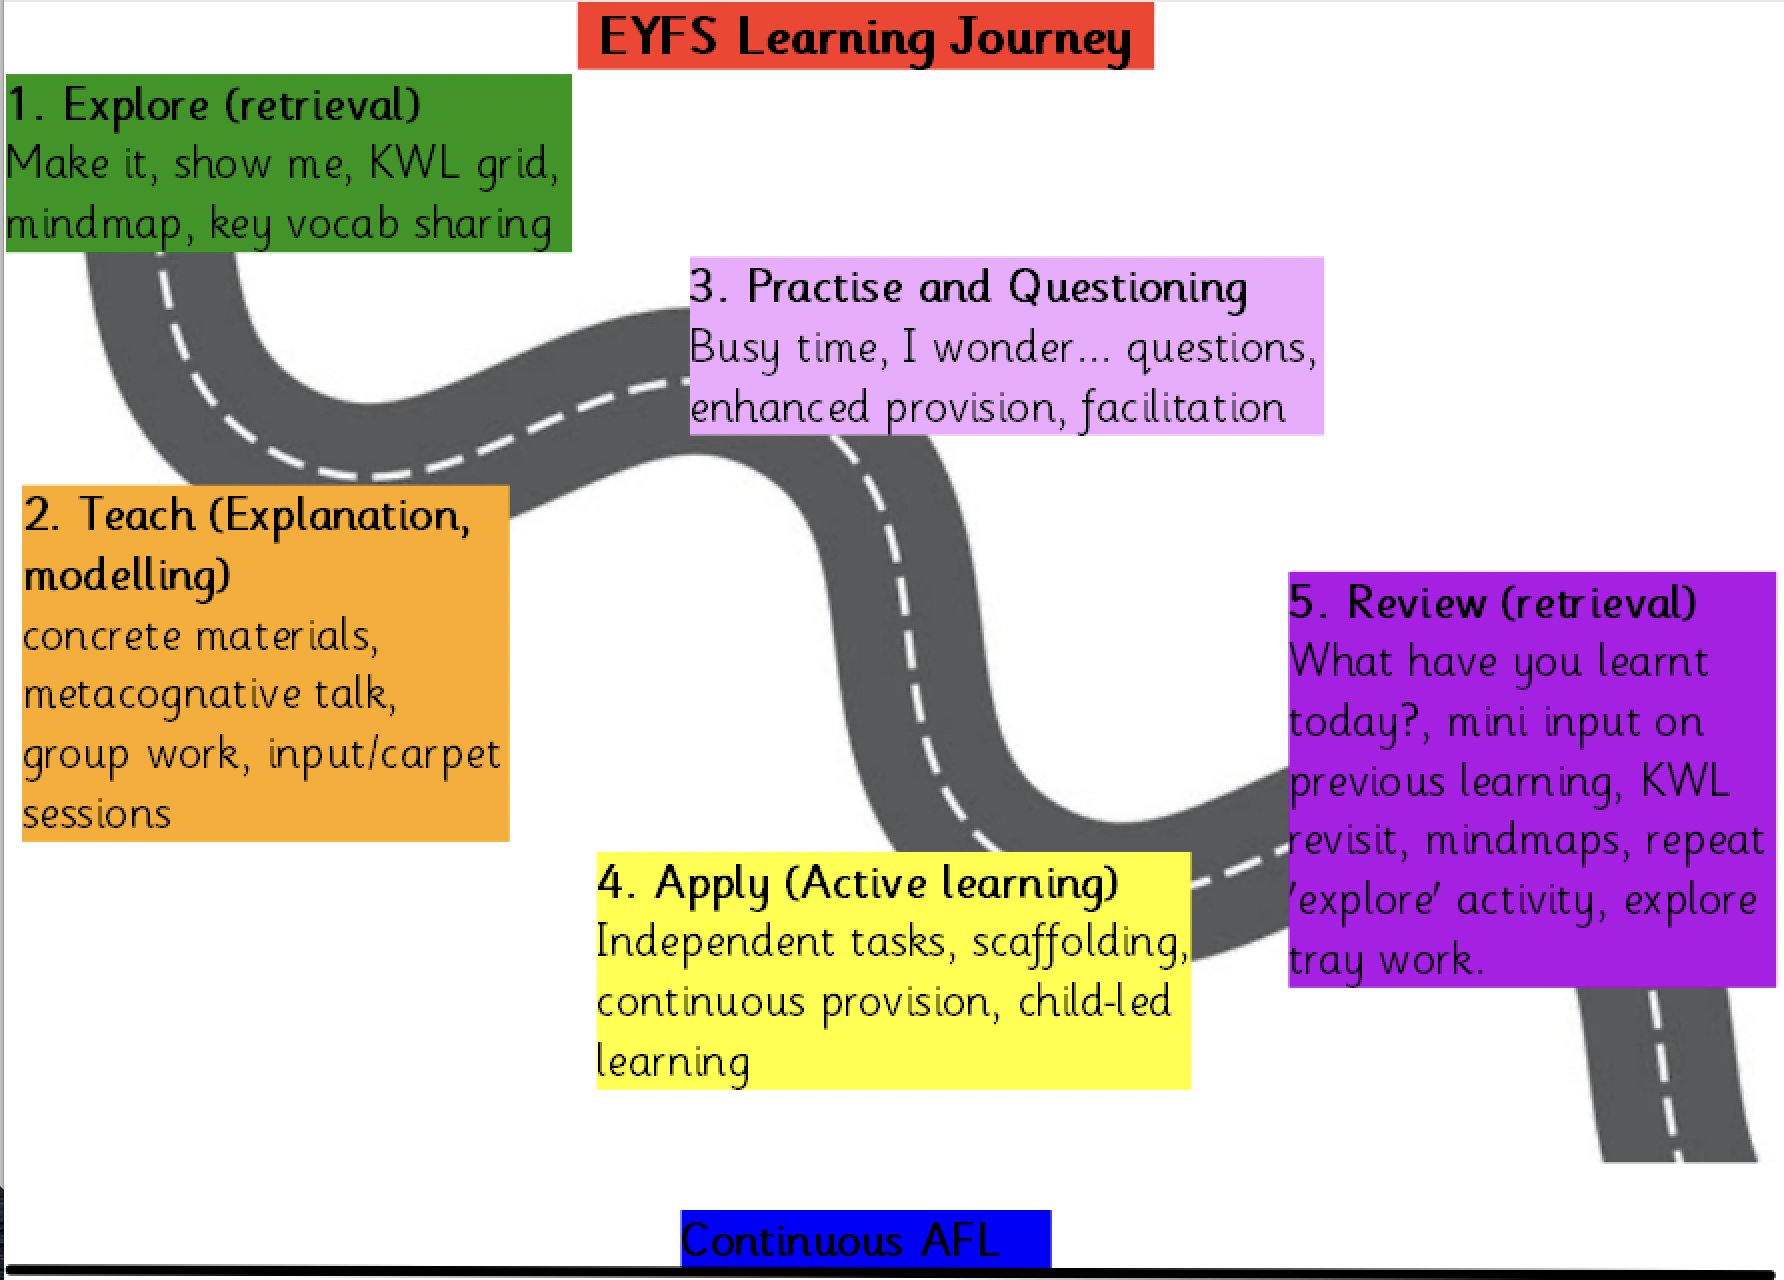 EYFS Learning Journey
1. Explore (retrieval)
Make it, show me, KWL grid,
mindmap, key vocab sharing
2. Teach (Explanation,
modelling)
concrete materials,
metacognative talk,
group work, input/carpet
sessions
3. Practise and Questioning
Busy time, I wonder... questions,
enhanced provision, facilitation
4. Apply (Active learning)
Independent tasks, scaffolding,
continuous provision, child-led
learning
5. Review (retrieval)
What have you learnt
today?, mini input on
previous learning, KWL
revisit, mindmaps, repeat
'explore' activity, explore
tray work.
Continuous AFL